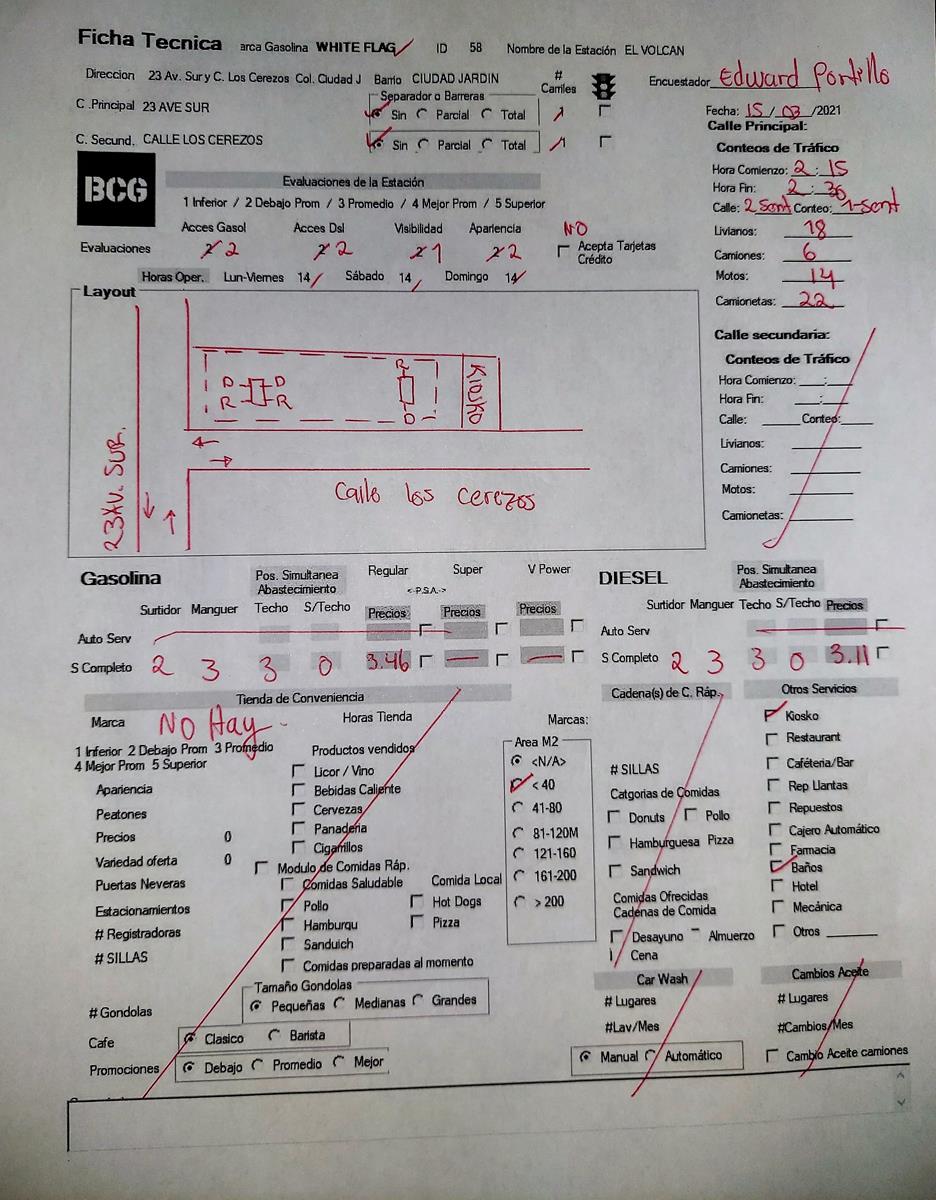 Ficha Tecnica arca Gasolina WHITE FLAG ID 58 Nombre de la Estación EL VOLCAN
Direccion 23 Av. Sur y C. Los Cerezos Col. Ciudad J Barrio CIUDAD JARDIN # Carriles Encuestador Edward Portillo
Separador o Barreras
C .Principal 23 AVE SUR Sin Parcial Total 1
Fecha: 15 / 03 /2021
C. Secund. CALLE LOS CEREZOS Sin Parcial Total 1
Calle Principal:
Conteos de Tráfico
Hora Comienzo: 2:15
Hora Fin: 2:36
Calle: 2 Sent Conteo: 1-sent
Livianos: 18
Camiones: 6
Motos: 14
Camionetas: 22
BCG
Evaluaciones de la Estación
1 Inferior / 2 Debajo Prom / 3 Promedio / 4 Mejor Prom / 5 Superior
Acces Gasol Acces Dsl Visibilidad Apariencia NO
Evaluaciones 2 2 1 2 Acepta Tarjetas
Crédito
Horas Oper. Lun-Viernes 14 Sábado 14 Domingo 14
Layout
D D R
R R
O
KIOSKO
23 AV. SUR.
Calle los cerezos
Calle secundaria:
Conteos de Tráfico
Hora Comienzo: __:__
Hora Fin: __:__
Calle: Conteo:
Livianos:
Camiones:
Motos:
Camionetas:
Gasolina Pos. Simultanea Abastecimiento Regular Super V Power
<-P.S.A.->
Surtidor Manguer Techo S/Techo Precios Precios Precios
Auto Serv
S Completo 2 3 3 0 3.46 — —
DIESEL Pos. Simultanea Abastecimiento
Surtidor Manguer Techo S/Techo Precios
Auto Serv
S Completo 2 3 3 0 3.11
Tienda de Conveniencia
Marca NO Hay - Horas Tienda Marcas:
1 Inferior 2 Debajo Prom 3 Promedio
4 Mejor Prom 5 Superior
Apariencia
Peatones
Precios 0
Variedad oferta 0
Puertas Neveras
Estacionamientos
# Registradoras
# SILLAS
Productos vendidos
Licor / Vino
Bebidas Caliente
Cervezas
Panaderia
Cigarrillos
Modulo de Comidas Ráp.
Comidas Saludable Comida Local
Pollo Hot Dogs
Hamburqu Pizza
Sanduich
Comidas preparadas al momento
Area M2
<N/A>
< 40
41-80
81-120M
121-160
161-200
> 200
Tamaño Gondolas
# Gondolas Pequeñas Medianas Grandes
Cafe Clasico Barista
Promociones Debajo Promedio Mejor
Cadena(s) de C. Ráp.
# SILLAS
Catgorias de Comidas
Donuts Pollo
Hamburguesa Pizza
Sandwich
Comidas Ofrecidas
Cadenas de Comida
Desayuno Almuerzo
Cena
Otros Servicios
Kiosko
Restaurant
Caféteria/Bar
Rep Llantas
Repuestos
Cajero Automático
Farmacia
Baños
Hotel
Mecánica
Otros
Car Wash
# Lugares
#Lav/Mes
Manual Automático
Cambios Aceite
# Lugares
#Cambios/Mes
Cambio Aceite camiones